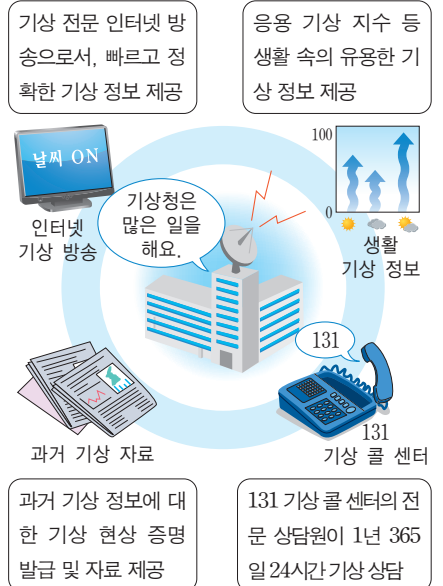 기상 전문 인터넷 방
송으로서, 빠르고 정
확한 기상 정보 제공
응용 기상 지수 등
생활 속의 유용한 기
상 정보 제공
날씨 ON
인터넷
기상 방송
기상청은
많은 일을
해요.
100
0
생활
기상 정보
과거 기상 자료
131
131
기상 콜 센터
과거 기상 정보에 대
한 기상 현상 증명
발급 및 자료 제공
131 기상 콜 센터의 전
문 상담원이 1년 365
일 24시간 기상 상담